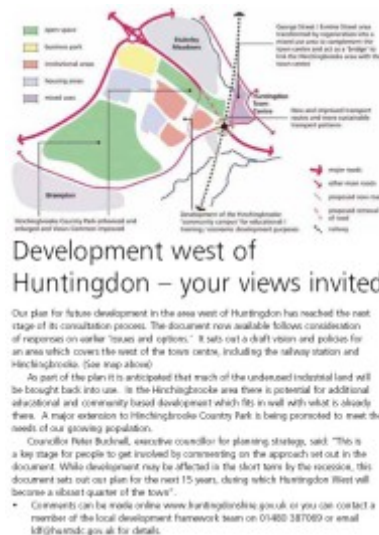 open space
business park
institutional areas
housing areas
mixed uses
Hinchingbrooke
Meadows
George Street / Ermine Street area
transformed by regeneration into a
mixed use area to complement the
town centre and act as a 'bridge' to
link the Hinchingbrooke area with the
town centre
Huntingdon
Town
Centre
New and improved transport
routes and more sustainable
transport patterns
Brampton
major roads
other main roads
proposed new road
proposed removal
of road
railway
Hinchingbrooke Country Park enhanced and
enlarged and Views Common improved
Development of the Hinchingbrooke
'community campus' for educational /
training / economic development purposes
Development west of
Huntingdon – your views invited
Our plan for future development in the area west of Huntingdon has reached the next
stage of its consultation process. The document now available follows consideration
of responses on earlier 'issues and options.' It sets out a draft vision and policies for
an area which covers the west of the town centre, including the railway station and
Hinchingbrooke. (See map above)
As part of the plan it is anticipated that much of the underused industrial land will
be brought back into use. In the Hinchingbrooke area there is potential for additional
educational and community based development which fits in well with what is already
there. A major extension to Hinchingbrooke Country Park is being promoted to meet the
needs of our growing population.
Councillor Peter Bucknell, executive councillor for planning strategy, said: "This is
a key stage for people to get involved by commenting on the approach set out in the
document. While development may be affected in the short term by the recession, this
document sets out our plan for the next 15 years, during which Huntingdon West will
become a vibrant quarter of the town".
• Comments can be made online www.huntingdonshire.gov.uk or you can contact a
member of the local development framework team on 01480 387069 or email
ldf@huntsdc.gov.uk for details.